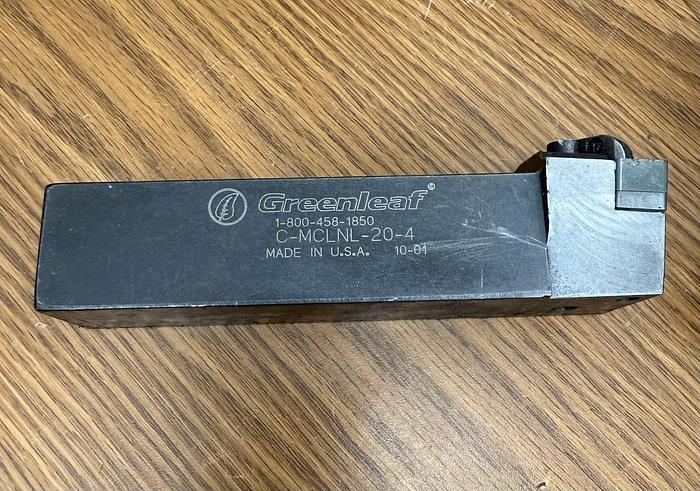 Greenleaf®
1-800-458-1850
C-MCLNL-20-4
MADE IN U.S.A. 10-01